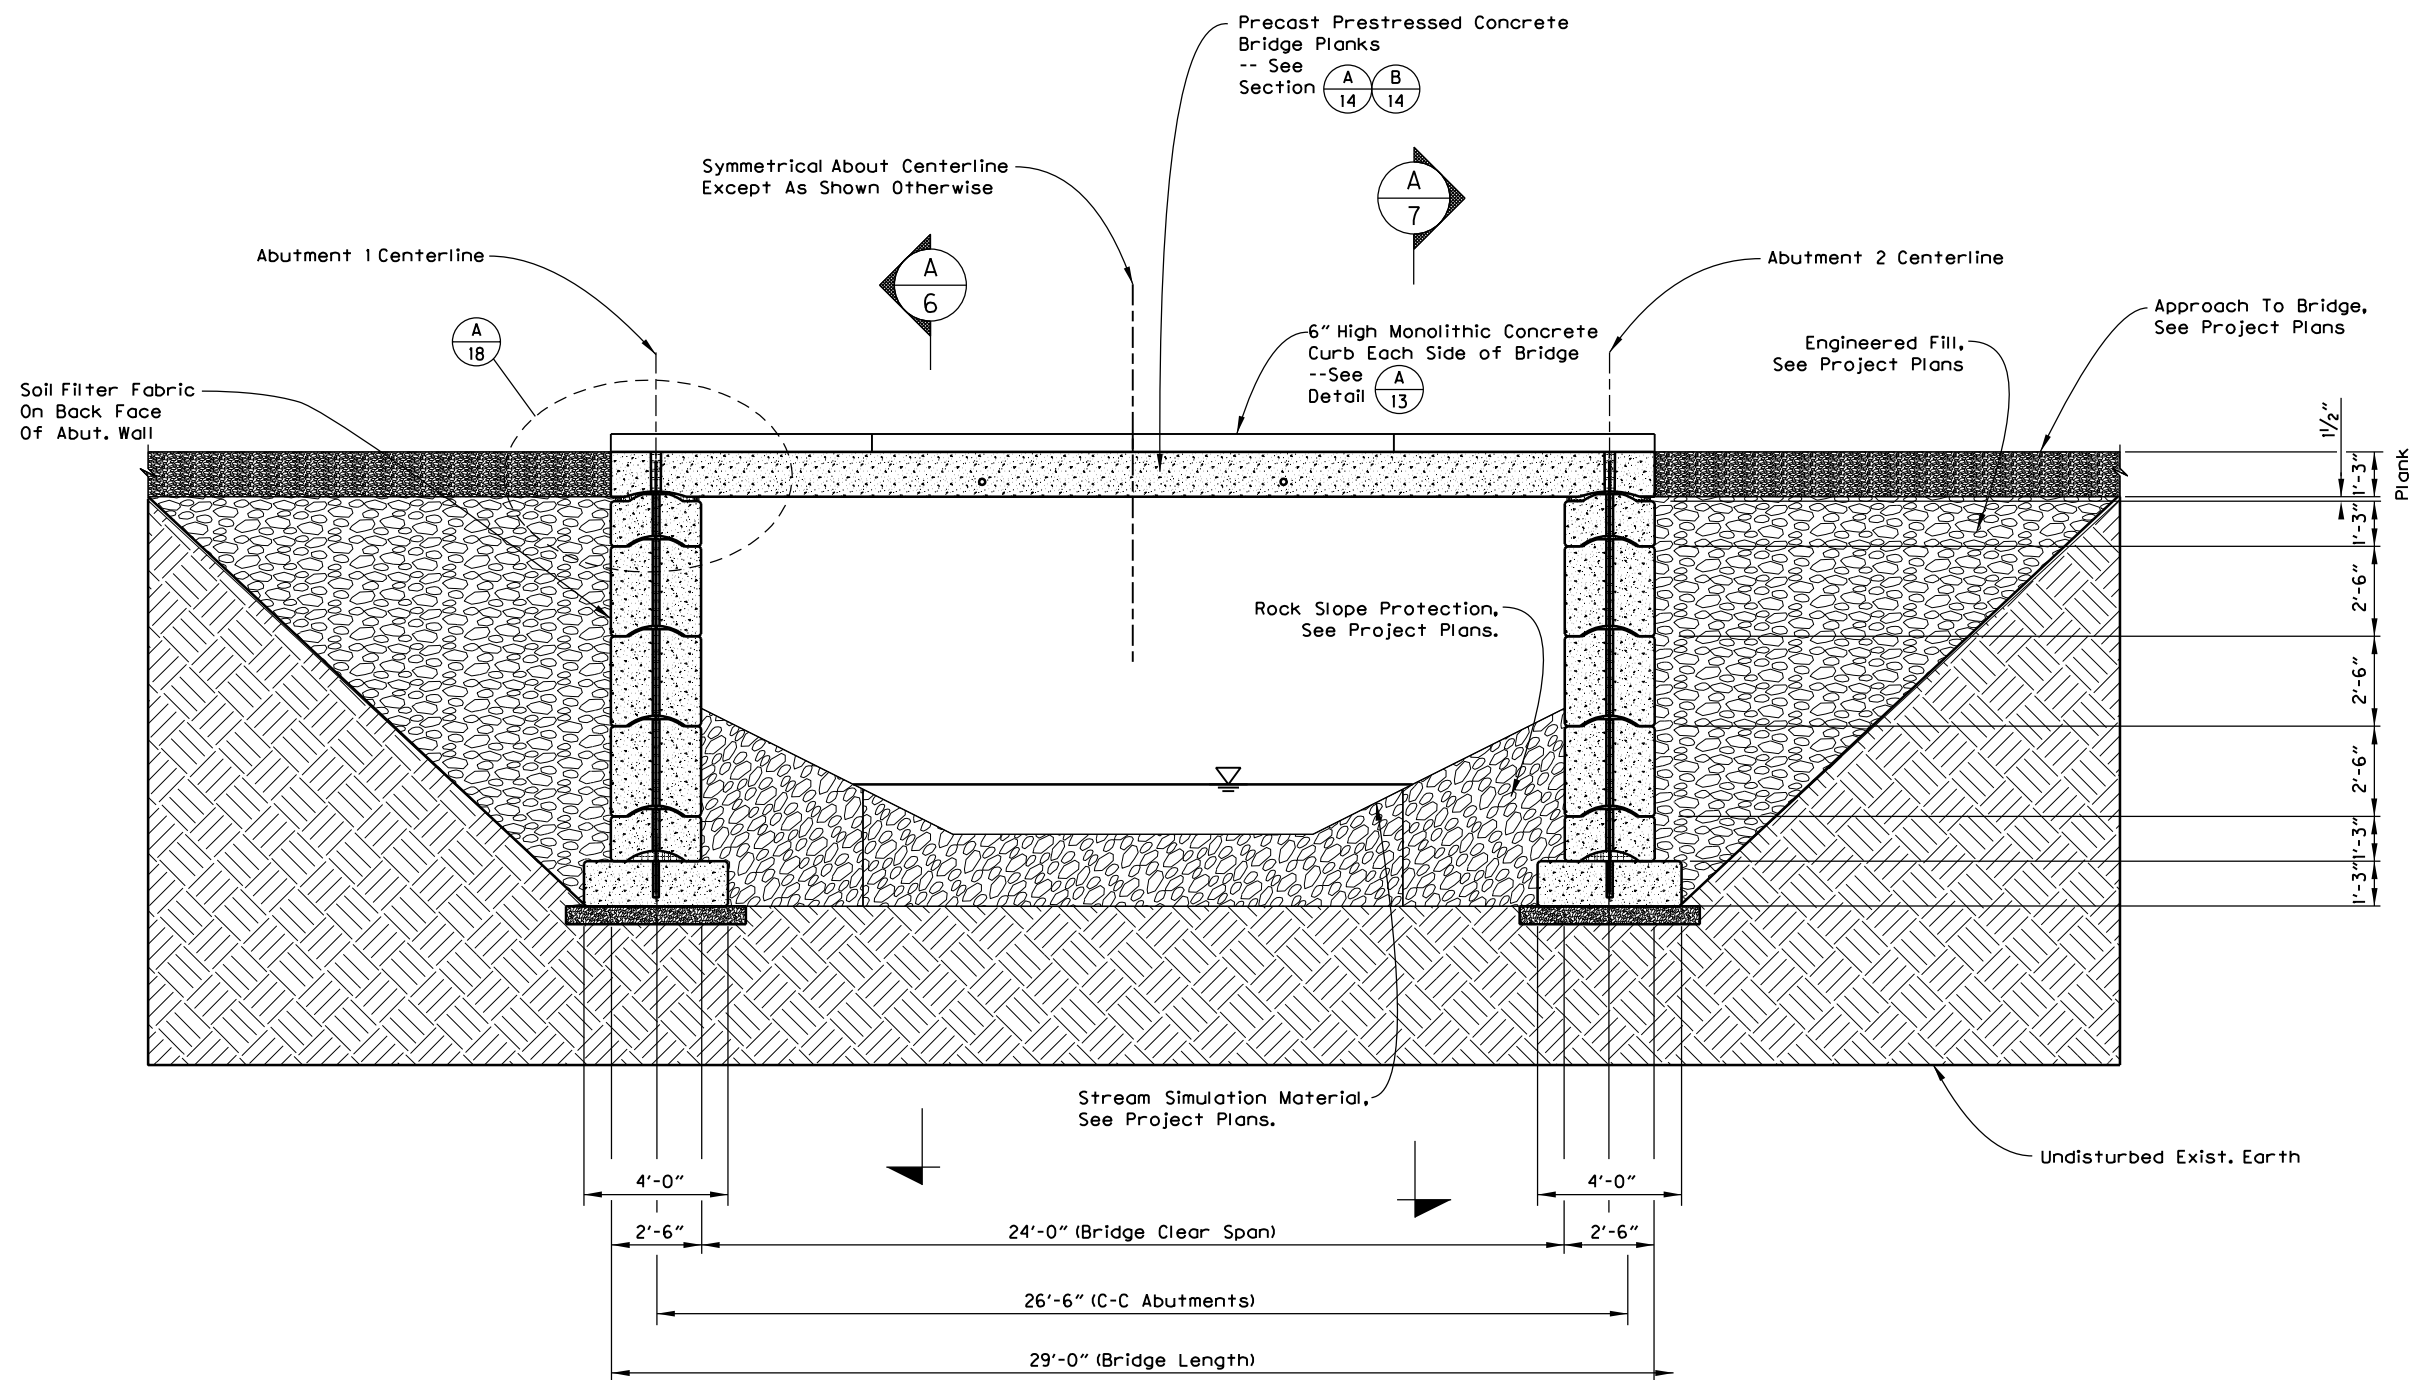 Precast Prestressed Concrete
Bridge Planks
-- See
Section
A
14
B
14
Symmetrical About Centerline
Except As Shown Otherwise
A
7
Abutment 1 Centerline
A
6
Abutment 2 Centerline
Approach To Bridge,
See Project Plans
A
18
6" High Monolithic Concrete
Curb Each Side of Bridge
--See
Detail
A
13
Engineered Fill,
See Project Plans
Soil Filter Fabric
On Back Face
Of Abut. Wall
1½"
1'-3"
Plank
1'-3"
2'-6"
2'-6"
2'-6"
1'-3"
1'-3"
Rock Slope Protection,
See Project Plans.
Stream Simulation Material,
See Project Plans.
Undisturbed Exist. Earth
4'-0"
4'-0"
2'-6"
24'-0" (Bridge Clear Span)
2'-6"
26'-6" (C-C Abutments)
29'-0" (Bridge Length)